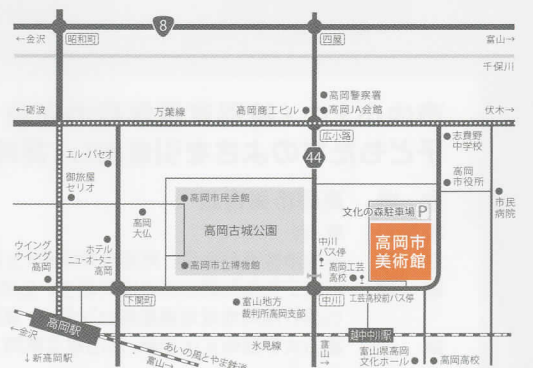 8
←金沢
昭和町
四屋
富山→
千保川
高岡警察署
←砺波
万葉線
高岡商工ビル
高岡JA会館
伏木→
広小路
志貴野
中学校
44
エル・パセオ
御旅屋
セリオ
高岡
市役所
高岡市民会館
文化の森駐車場 P
市民
病院
高岡
大仏
高岡古城公園
高岡市
美術館
ウイング
ウイング
高岡
ホテル
ニューオータニ
高岡
高岡市立博物館
中川
バス停
高岡工芸
高校
下関町
中川
工芸高校前バス停
富山地方
裁判所高岡支部
高岡駅
←金沢
越中中川駅
氷見線
あいの風とやま鉄道
↓新高岡駅
富山→
富山→
富山県高岡
文化ホール
高岡高校